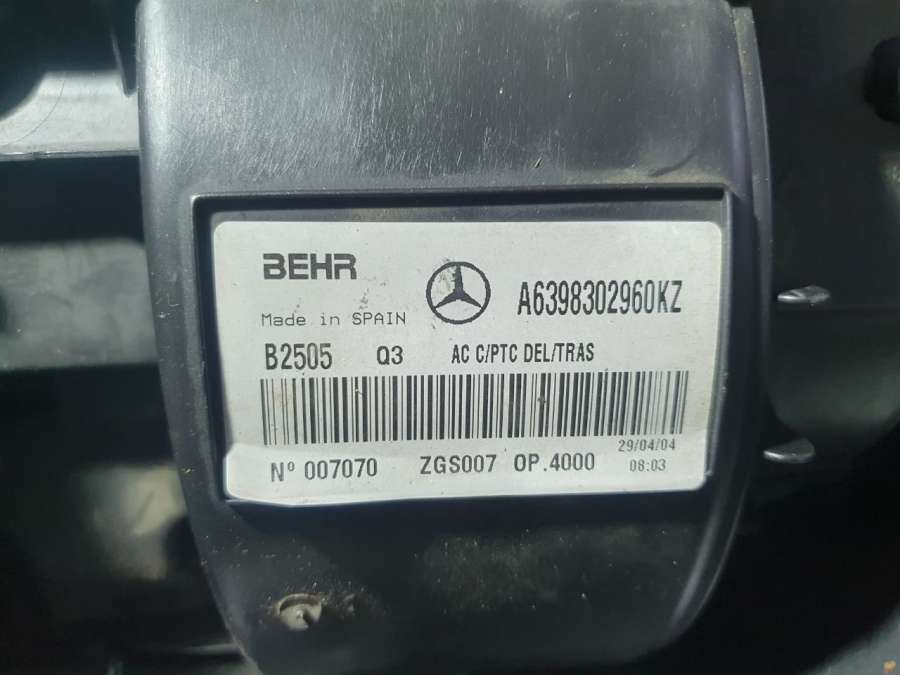 BEHR
A6398302960KZ
Made in SPAIN
B2505 Q3 AC C/PTC DEL/TRAS
29/04/04
Nº 007070 ZGS007 OP.4000 08:03